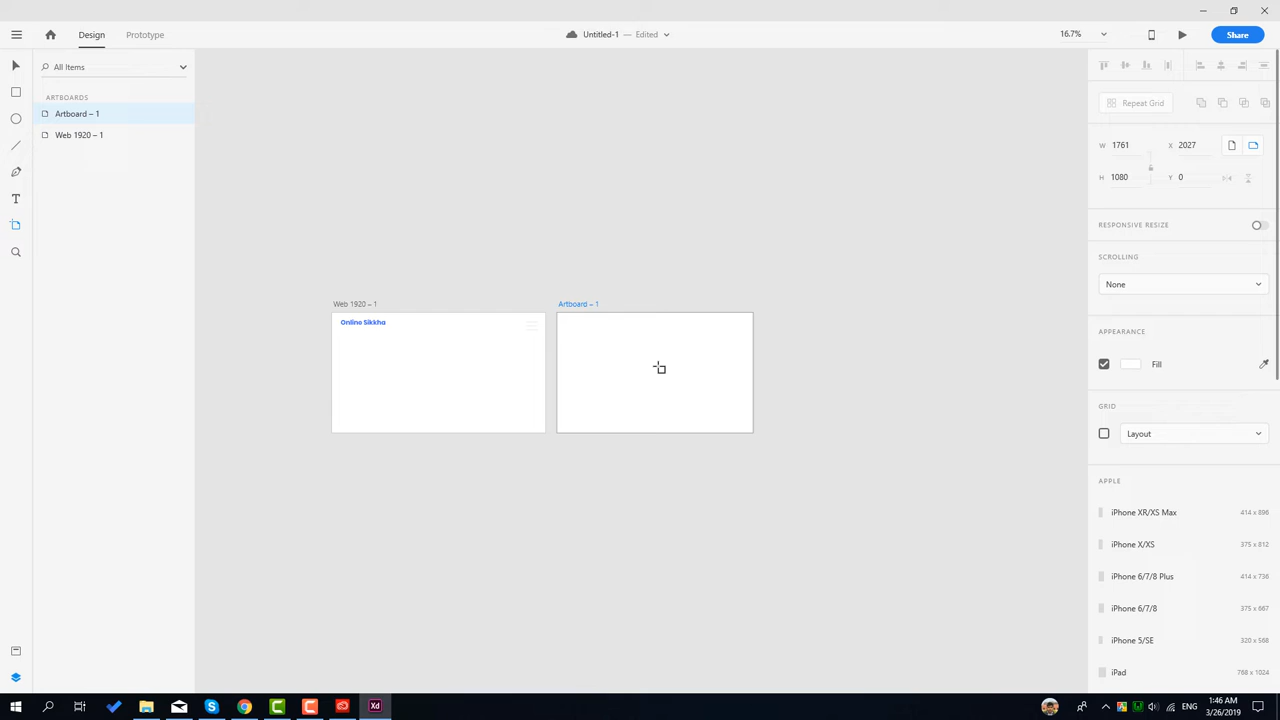 Design
Prototype
Untitled-1 — Edited
16.7%
Share
All Items
ARTBOARDS
Artboard – 1
Web 1920 – 1
Web 1920 – 1
Artboard – 1
Online Sikkha
Repeat Grid
W 1761
X 2027
H 1080
Y 0
RESPONSIVE RESIZE
SCROLLING
None
APPEARANCE
Fill
GRID
Layout
APPLE
iPhone XR/XS Max 414 x 896
iPhone X/XS 375 x 812
iPhone 6/7/8 Plus 414 x 736
iPhone 6/7/8 375 x 667
iPhone 5/SE 320 x 568
iPad 768 x 1024
Xd
ENG
1:46 AM
3/26/2019